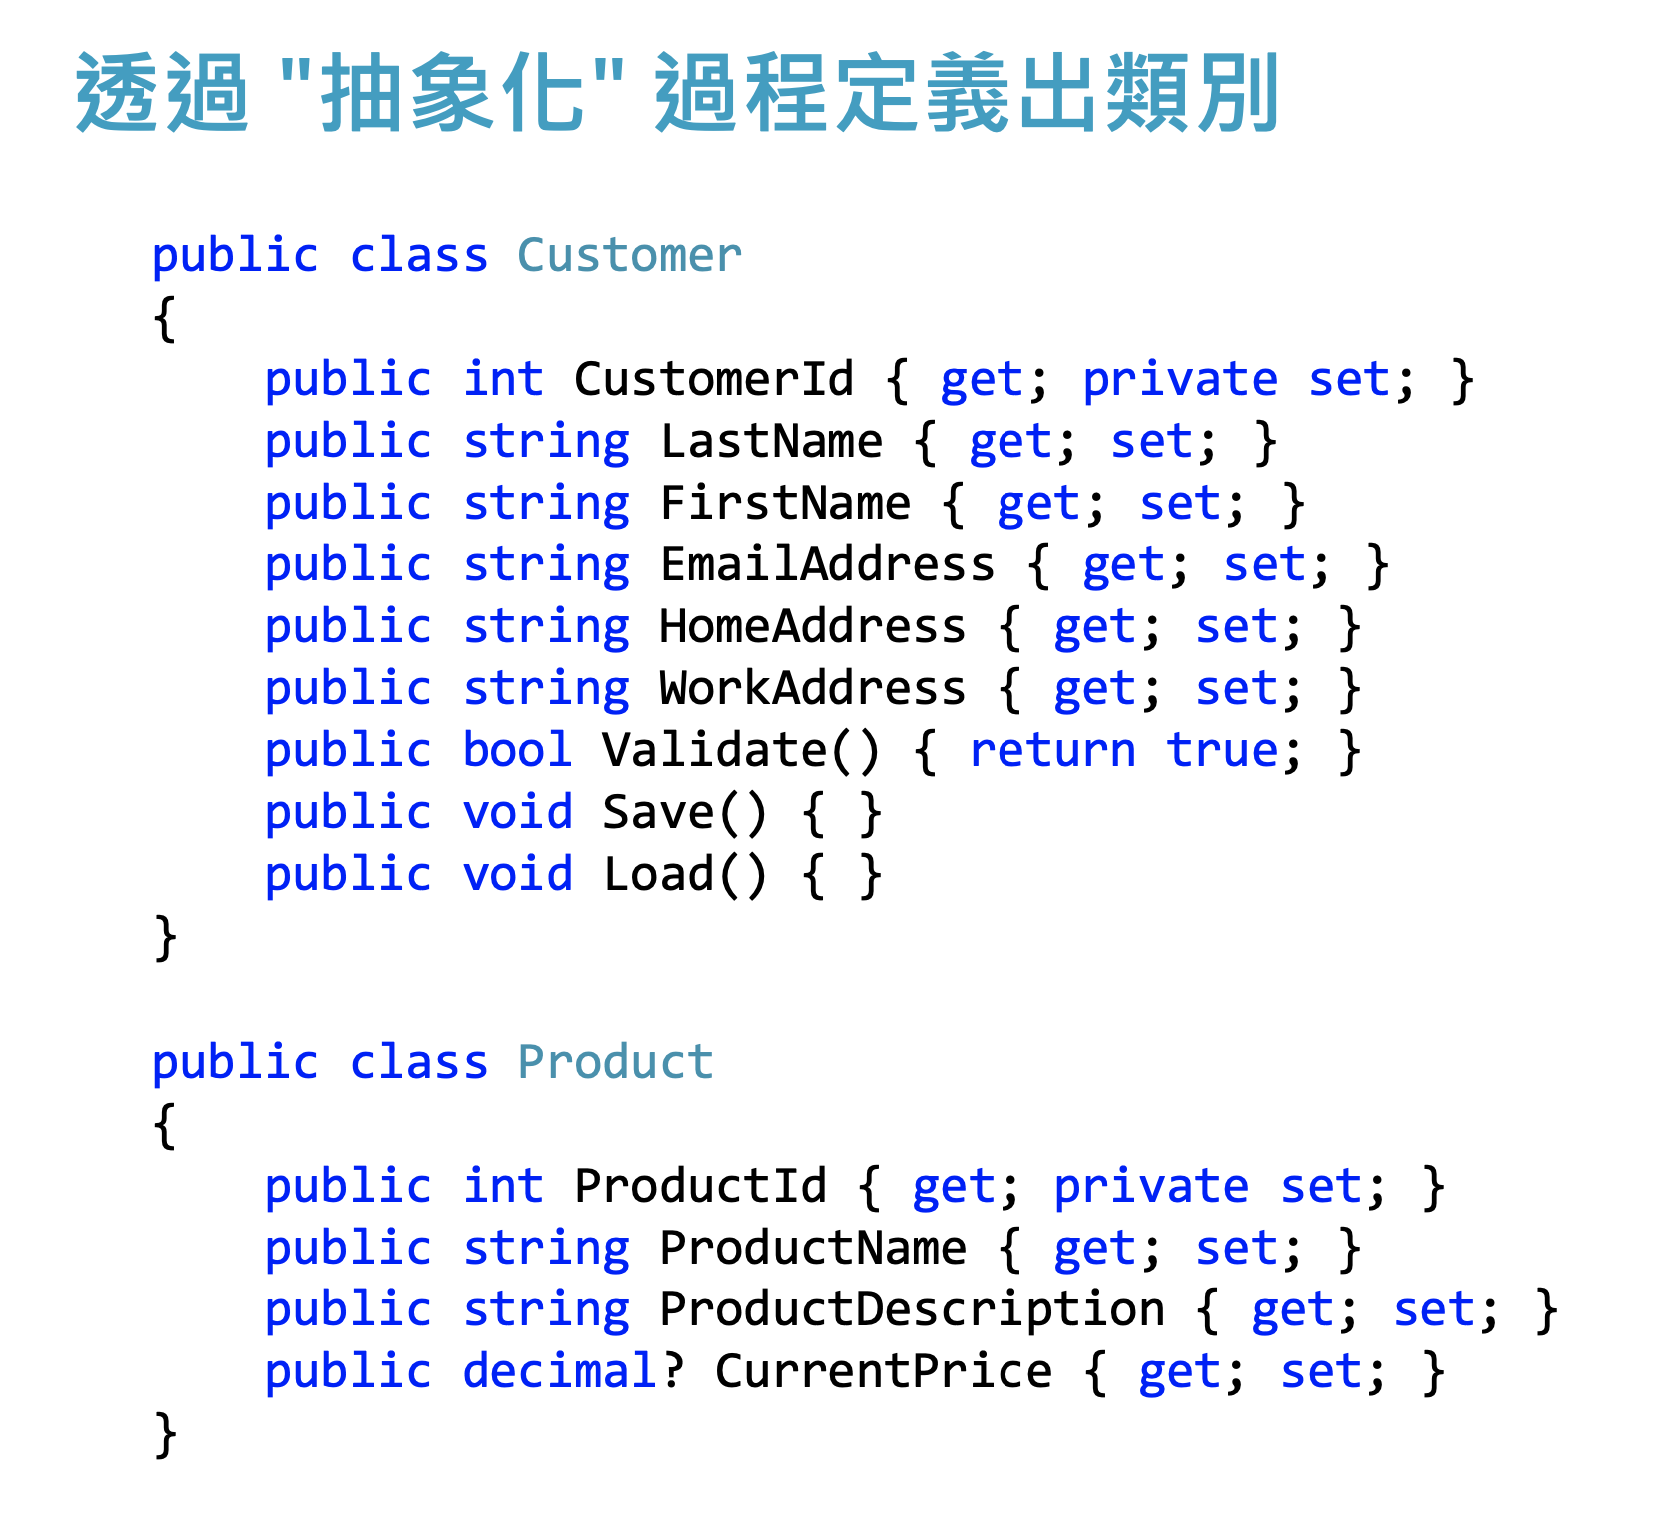 透過 "抽象化" 過程定義出類別
public class Customer
{
    public int CustomerId { get; private set; }
    public string LastName { get; set; }
    public string FirstName { get; set; }
    public string EmailAddress { get; set; }
    public string HomeAddress { get; set; }
    public string WorkAddress { get; set; }
    public bool Validate() { return true; }
    public void Save() { }
    public void Load() { }
}
public class Product
{
    public int ProductId { get; private set; }
    public string ProductName { get; set; }
    public string ProductDescription { get; set; }
    public decimal? CurrentPrice { get; set; }
}